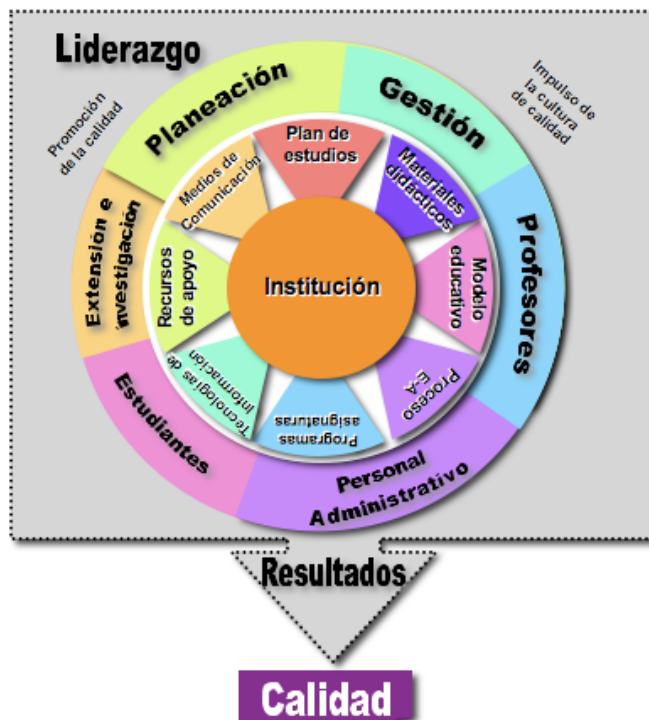 Liderazgo
Promoción
de la calidad
Impulso de
la cultura
de calidad
Planeación
Gestión
Profesores
Personal
Administrativo
Estudiantes
Extensión e
investigación
Plan de
estudios
Materiales
didácticos
Modelo
educativo
Proceso
E-A
Programas
asignaturas
Tecnologías de
Información
Recursos
de apoyo
Medios de
Comunicación
Institución
Resultados
Calidad